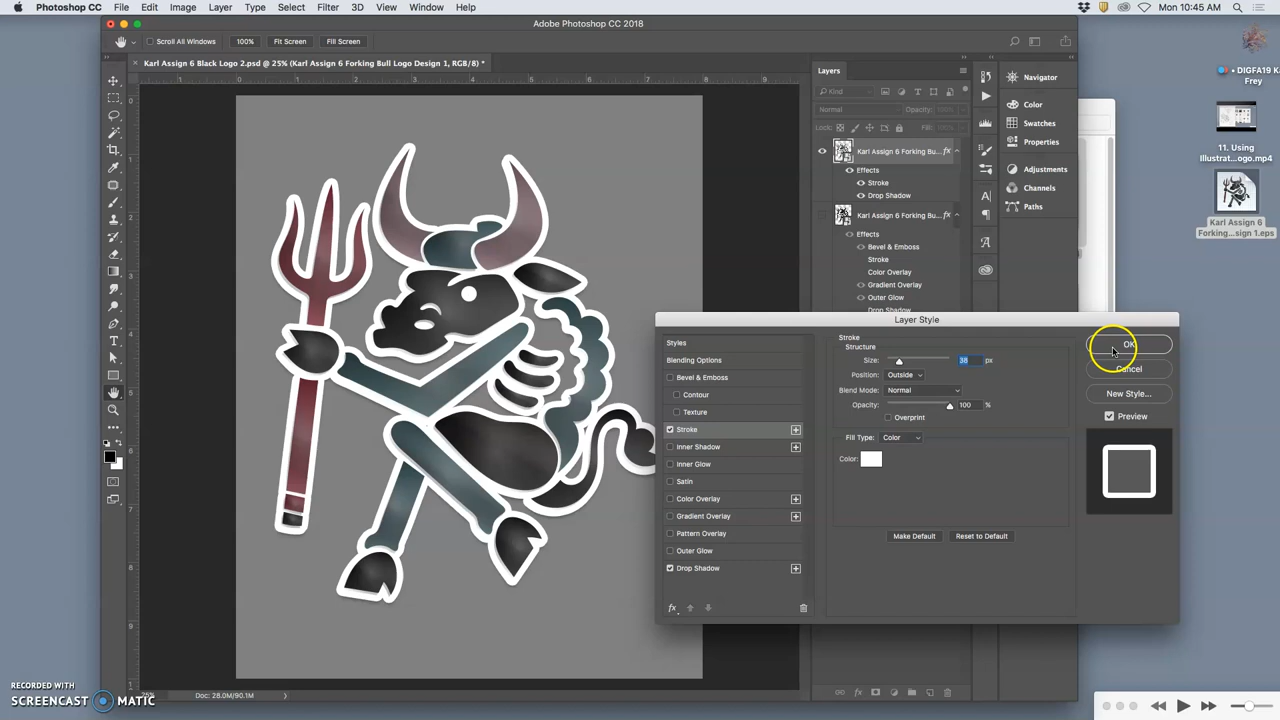 Photoshop CC File Edit Image Layer Type Select Filter 3D View Window Help Mon 10:45 AM
Adobe Photoshop CC 2018
Scroll All Windows 100% Fit Screen Fill Screen
Karl Assign 6 Black Logo 2.psd @ 25% (Karl Assign 6 Forking Bull Logo Design 1, RGB/8) *
Layers
Kind
Normal Opacity: 100%
Lock: Fill: 100%
Karl Assign 6 Forking Bu... fx
Effects
Stroke
Drop Shadow
Karl Assign 6 Forking Bu... fx
Effects
Bevel & Emboss
Stroke
Color Overlay
Gradient Overlay
Outer Glow
Drop Shadow
Navigator
Color
Swatches
Properties
Adjustments
Channels
Paths
DIGFA19 Ka
Frey
11. Using
Illustrat...ogo.mp4
Karl Assign 6
Forking...sign 1.eps
Layer Style
Styles
Blending Options
Bevel & Emboss
Contour
Texture
Stroke
Inner Shadow
Inner Glow
Satin
Color Overlay
Gradient Overlay
Pattern Overlay
Outer Glow
Drop Shadow
fx
Stroke
Structure
Size: 38 px
Position: Outside
Blend Mode: Normal
Opacity: 100 %
Overprint
Fill Type: Color
Color:
Make Default Reset to Default
OK
Cancel
New Style...
Preview
25% Doc: 28.0M/90.1M
RECORDED WITH
SCREENCAST MATIC